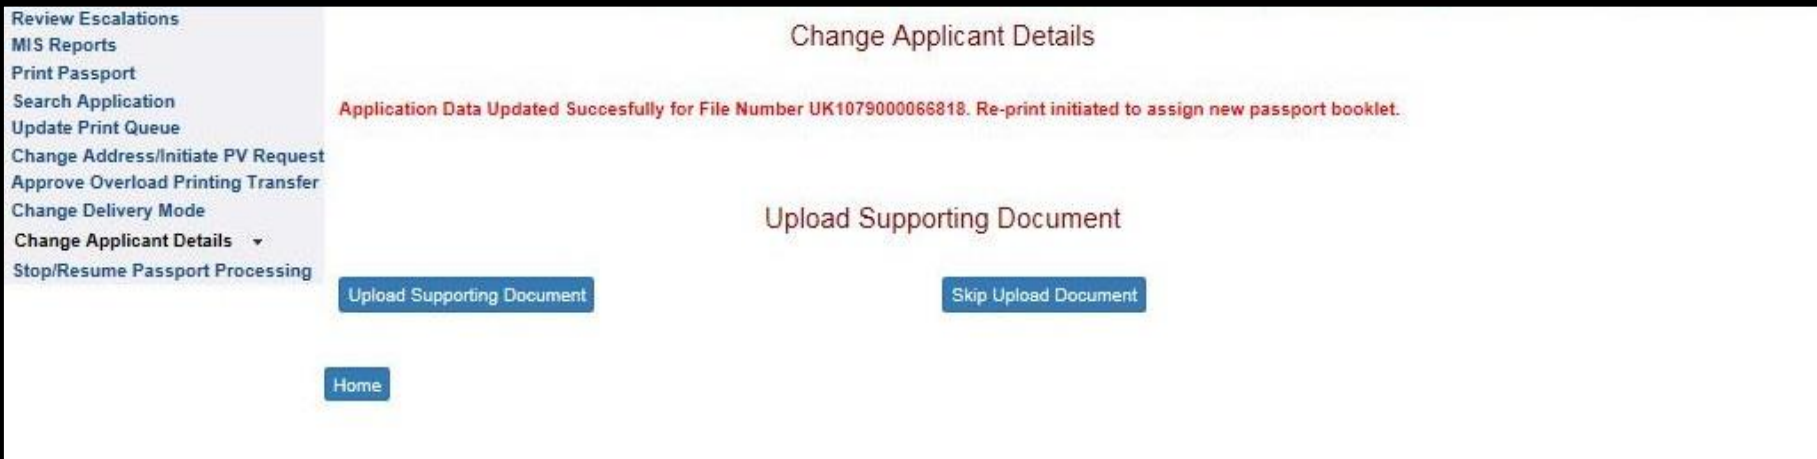 Review Escalations
MIS Reports
Print Passport
Search Application
Update Print Queue
Change Address/Initiate PV Request
Approve Overload Printing Transfer
Change Delivery Mode
Change Applicant Details
Stop/Resume Passport Processing
Change Applicant Details
Application Data Updated Succesfully for File Number UK1079000066818. Re-print initiated to assign new passport booklet.
Upload Supporting Document
Upload Supporting Document
Skip Upload Document
Home